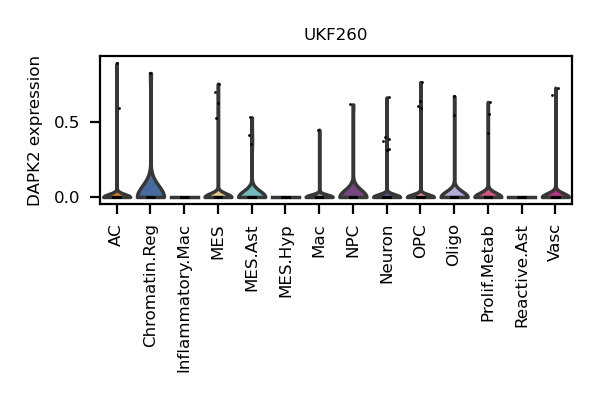 UKF260
DAPK2 expression
0.5
0.0
AC
Chromatin.Reg
Inflammatory.Mac
MES
MES.Ast
MES.Hyp
Mac
NPC
Neuron
OPC
Oligo
Prolif.Metab
Reactive.Ast
Vasc